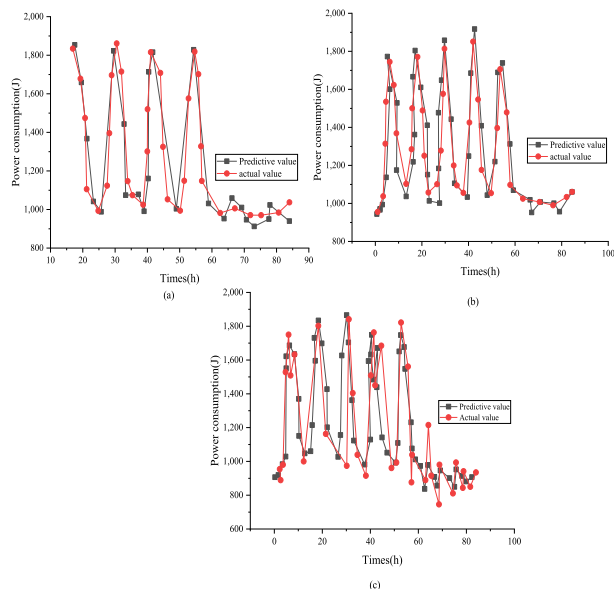 2,000
1,800
1,600
1,400
1,200
1,000
800
Power consumption(J)
Predictive value
actual value
10 20 30 40 50 60 70 80 90
Times(h)
(a)
2,000
1,800
1,600
1,400
1,200
1,000
800
Power consumption(J)
Predictive value
actual value
0 20 40 60 80 100
Times(h)
(b)
2,000
1,800
1,600
1,400
1,200
1,000
800
600
Power consumption(J)
Predictive value
Actual value
0 20 40 60 80 100
Times(h)
(c)